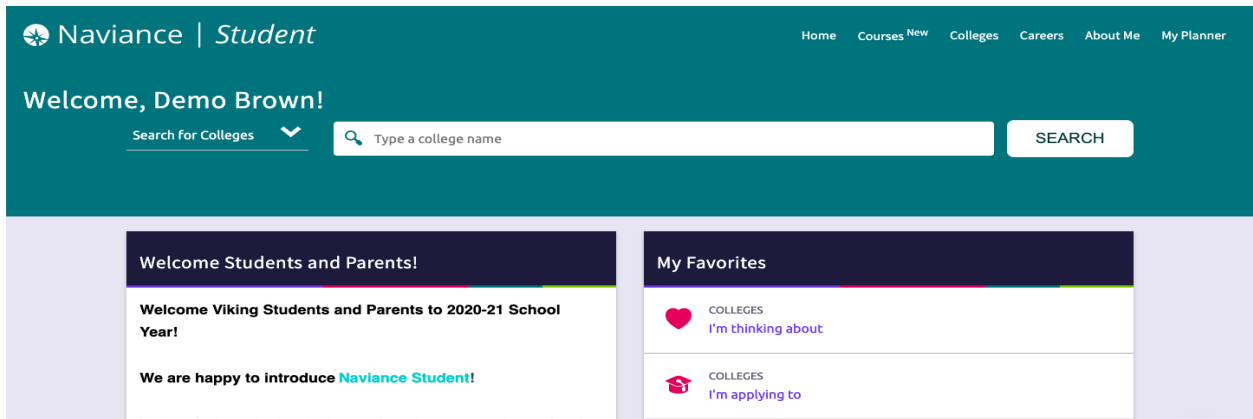 Naviance | Student
Home Courses New Colleges Careers About Me My Planner
Welcome, Demo Brown!
Search for Colleges
Type a college name
SEARCH
Welcome Students and Parents!
Welcome Viking Students and Parents to 2020-21 School
Year!
We are happy to introduce Naviance Student!
My Favorites
COLLEGES
I'm thinking about
COLLEGES
I'm applying to